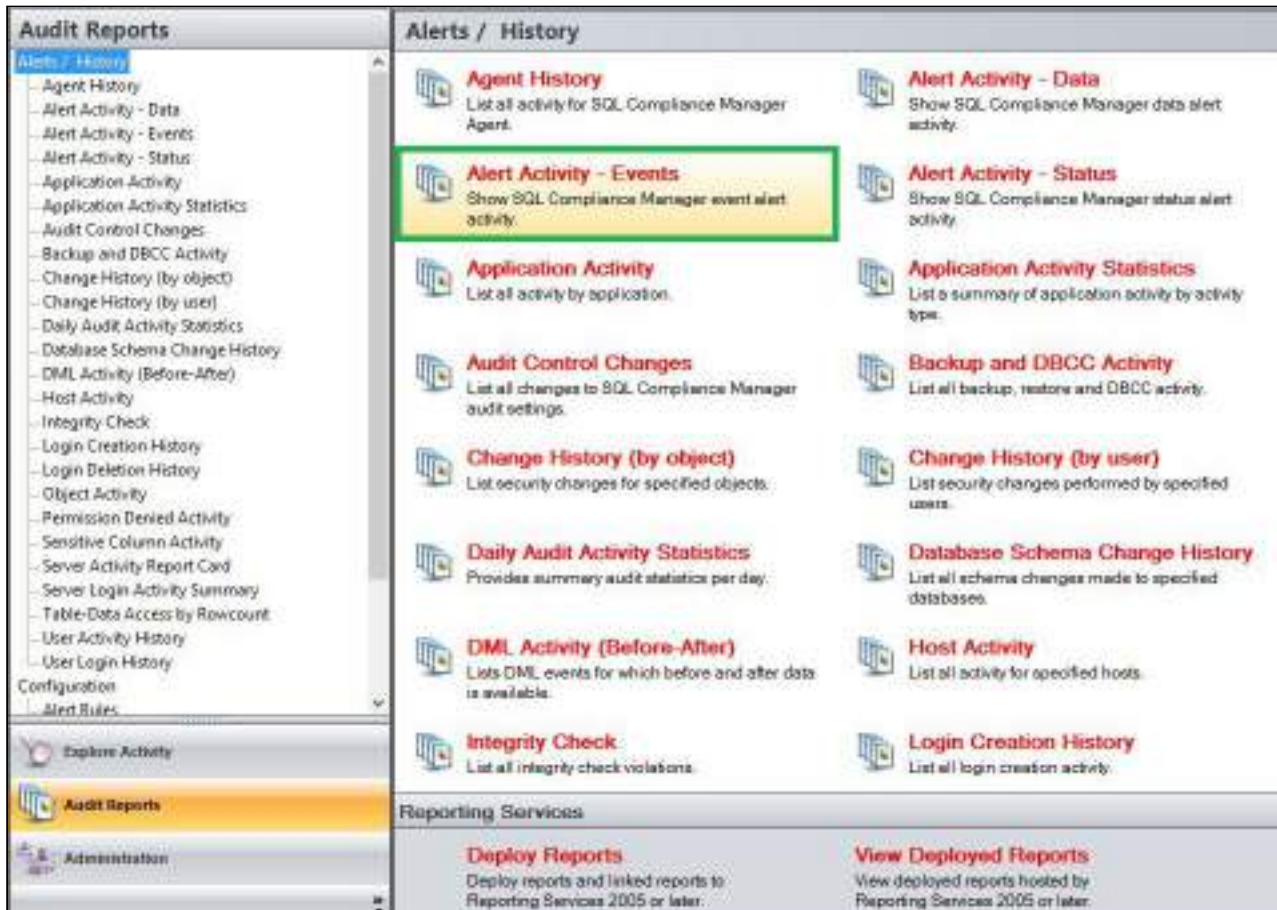 Audit Reports
Alerts / History
Agent History
Alert Activity - Data
Alert Activity - Events
Alert Activity - Status
Application Activity
Application Activity Statistics
Audit Control Changes
Backup and DBCC Activity
Change History (by object)
Change History (by user)
Daily Audit Activity Statistics
Database Schema Change History
DML Activity (Before-After)
Host Activity
Integrity Check
Login Creation History
Login Deletion History
Object Activity
Permission Denied Activity
Sensitive Column Activity
Server Activity Report Card
Server Login Activity Summary
Table-Data Access by Rowcount
User Activity History
User Login History
Configuration
Alert Rules
Explore Activity
Audit Reports
Administration
Alerts / History
Agent History
List all activity for SQL Compliance Manager
Agent.
Alert Activity - Data
Show SQL Compliance Manager data alert
activity.
Alert Activity - Events
Show SQL Compliance Manager event alert
activity.
Alert Activity - Status
Show SQL Compliance Manager status alert
activity.
Application Activity
List all activity by application.
Application Activity Statistics
List a summary of application activity by activity
type.
Audit Control Changes
List all changes to SQL Compliance Manager
audit settings.
Backup and DBCC Activity
List all backup, restore and DBCC activity.
Change History (by object)
List security changes for specified objects.
Change History (by user)
List security changes performed by specified
users.
Daily Audit Activity Statistics
Provides summary audit statistics per day.
Database Schema Change History
List all schema changes made to specified
databases.
DML Activity (Before-After)
Lists DML events for which before and after data
is available.
Host Activity
List all activity for specified hosts.
Integrity Check
List all integrity check violations.
Login Creation History
List all login creation activity.
Reporting Services
Deploy Reports
Deploy reports and linked reports to
Reporting Services 2005 or later.
View Deployed Reports
View deployed reports hosted by
Reporting Services 2005 or later.